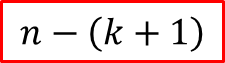 n − (k + 1)